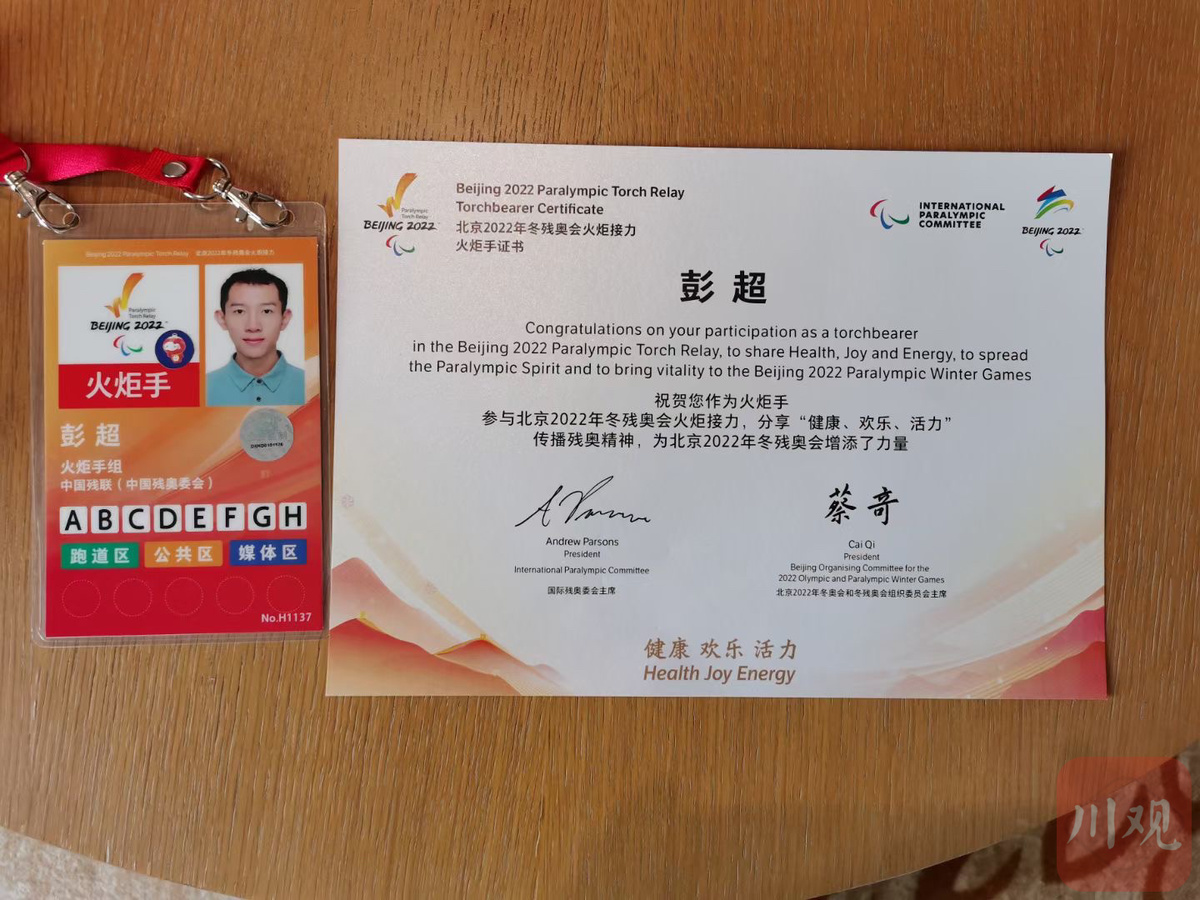 Beijing 2022 Paralympic Torch Relay 北京2022年冬残奥会火炬接力
Paralympic
Torch Relay
BEIJING 2022
火炬手
彭超
火炬手组
中国残联（中国残奥委会）
A B C D E F G H
跑道区 公共区 媒体区
No.H1137
Paralympic
Torch Relay
BEIJING 2022
Beijing 2022 Paralympic Torch Relay
Torchbearer Certificate
北京2022年冬残奥会火炬接力
火炬手证书
INTERNATIONAL
PARALYMPIC
COMMITTEE
BEIJING 2022
彭超
Congratulations on your participation as a torchbearer
in the Beijing 2022 Paralympic Torch Relay, to share Health, Joy and Energy, to spread
the Paralympic Spirit and to bring vitality to the Beijing 2022 Paralympic Winter Games
祝贺您作为火炬手
参与北京2022年冬残奥会火炬接力，分享“健康、欢乐、活力”
传播残奥精神，为北京2022年冬残奥会增添了力量
Andrew Parsons
President
International Paralympic Committee
国际残奥委会主席
蔡奇
Cai Qi
President
Beijing Organising Committee for the
2022 Olympic and Paralympic Winter Games
北京2022年冬奥会和冬残奥会组织委员会主席
健康 欢乐 活力
Health Joy Energy
川观